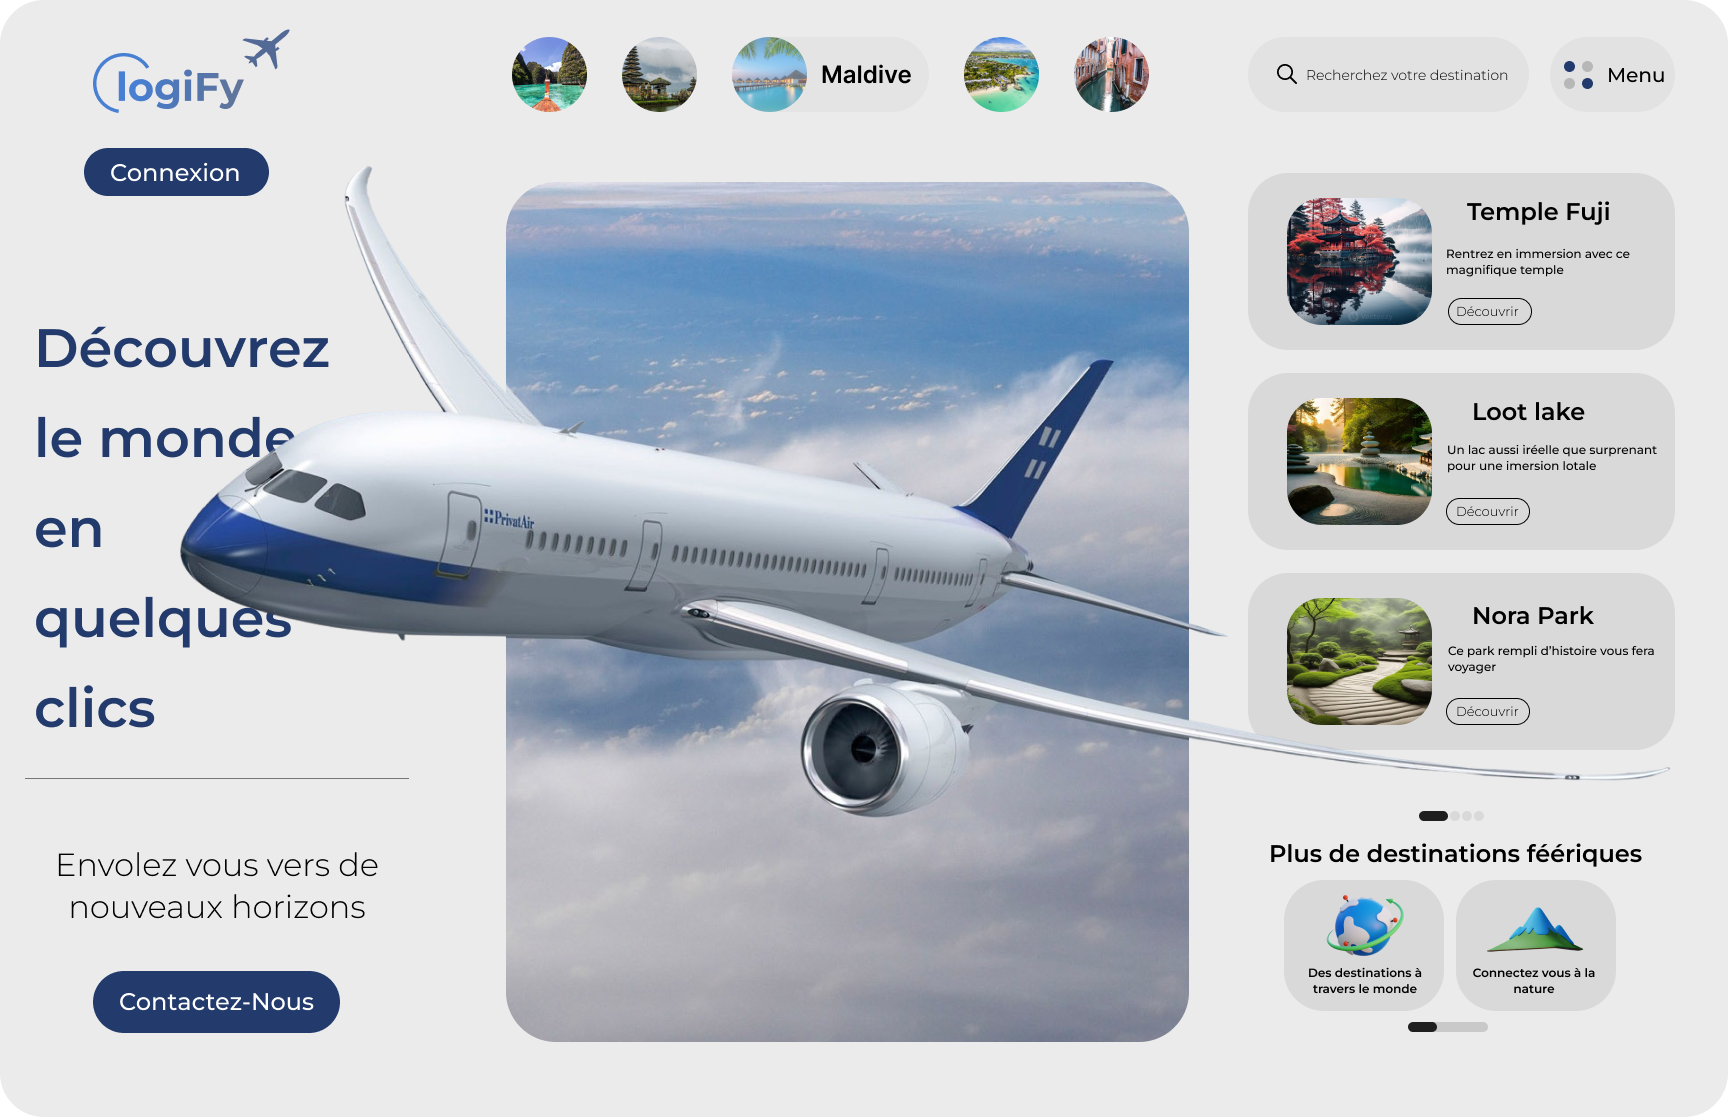 logiFy
Maldive
Recherchez votre destination
Menu
Connexion
Découvrez
le monde
en
quelques
clics
PrivatAir
Envolez vous vers de
nouveaux horizons
Contactez-Nous
Temple Fuji
Rentrez en immersion avec ce
magnifique temple
Découvrir
Loot lake
Un lac aussi iréelle que surprenant
pour une imersion lotale
Découvrir
Nora Park
Ce park rempli d’histoire vous fera
voyager
Découvrir
Plus de destinations féériques
Des destinations à
travers le monde
Connectez vous à la
nature